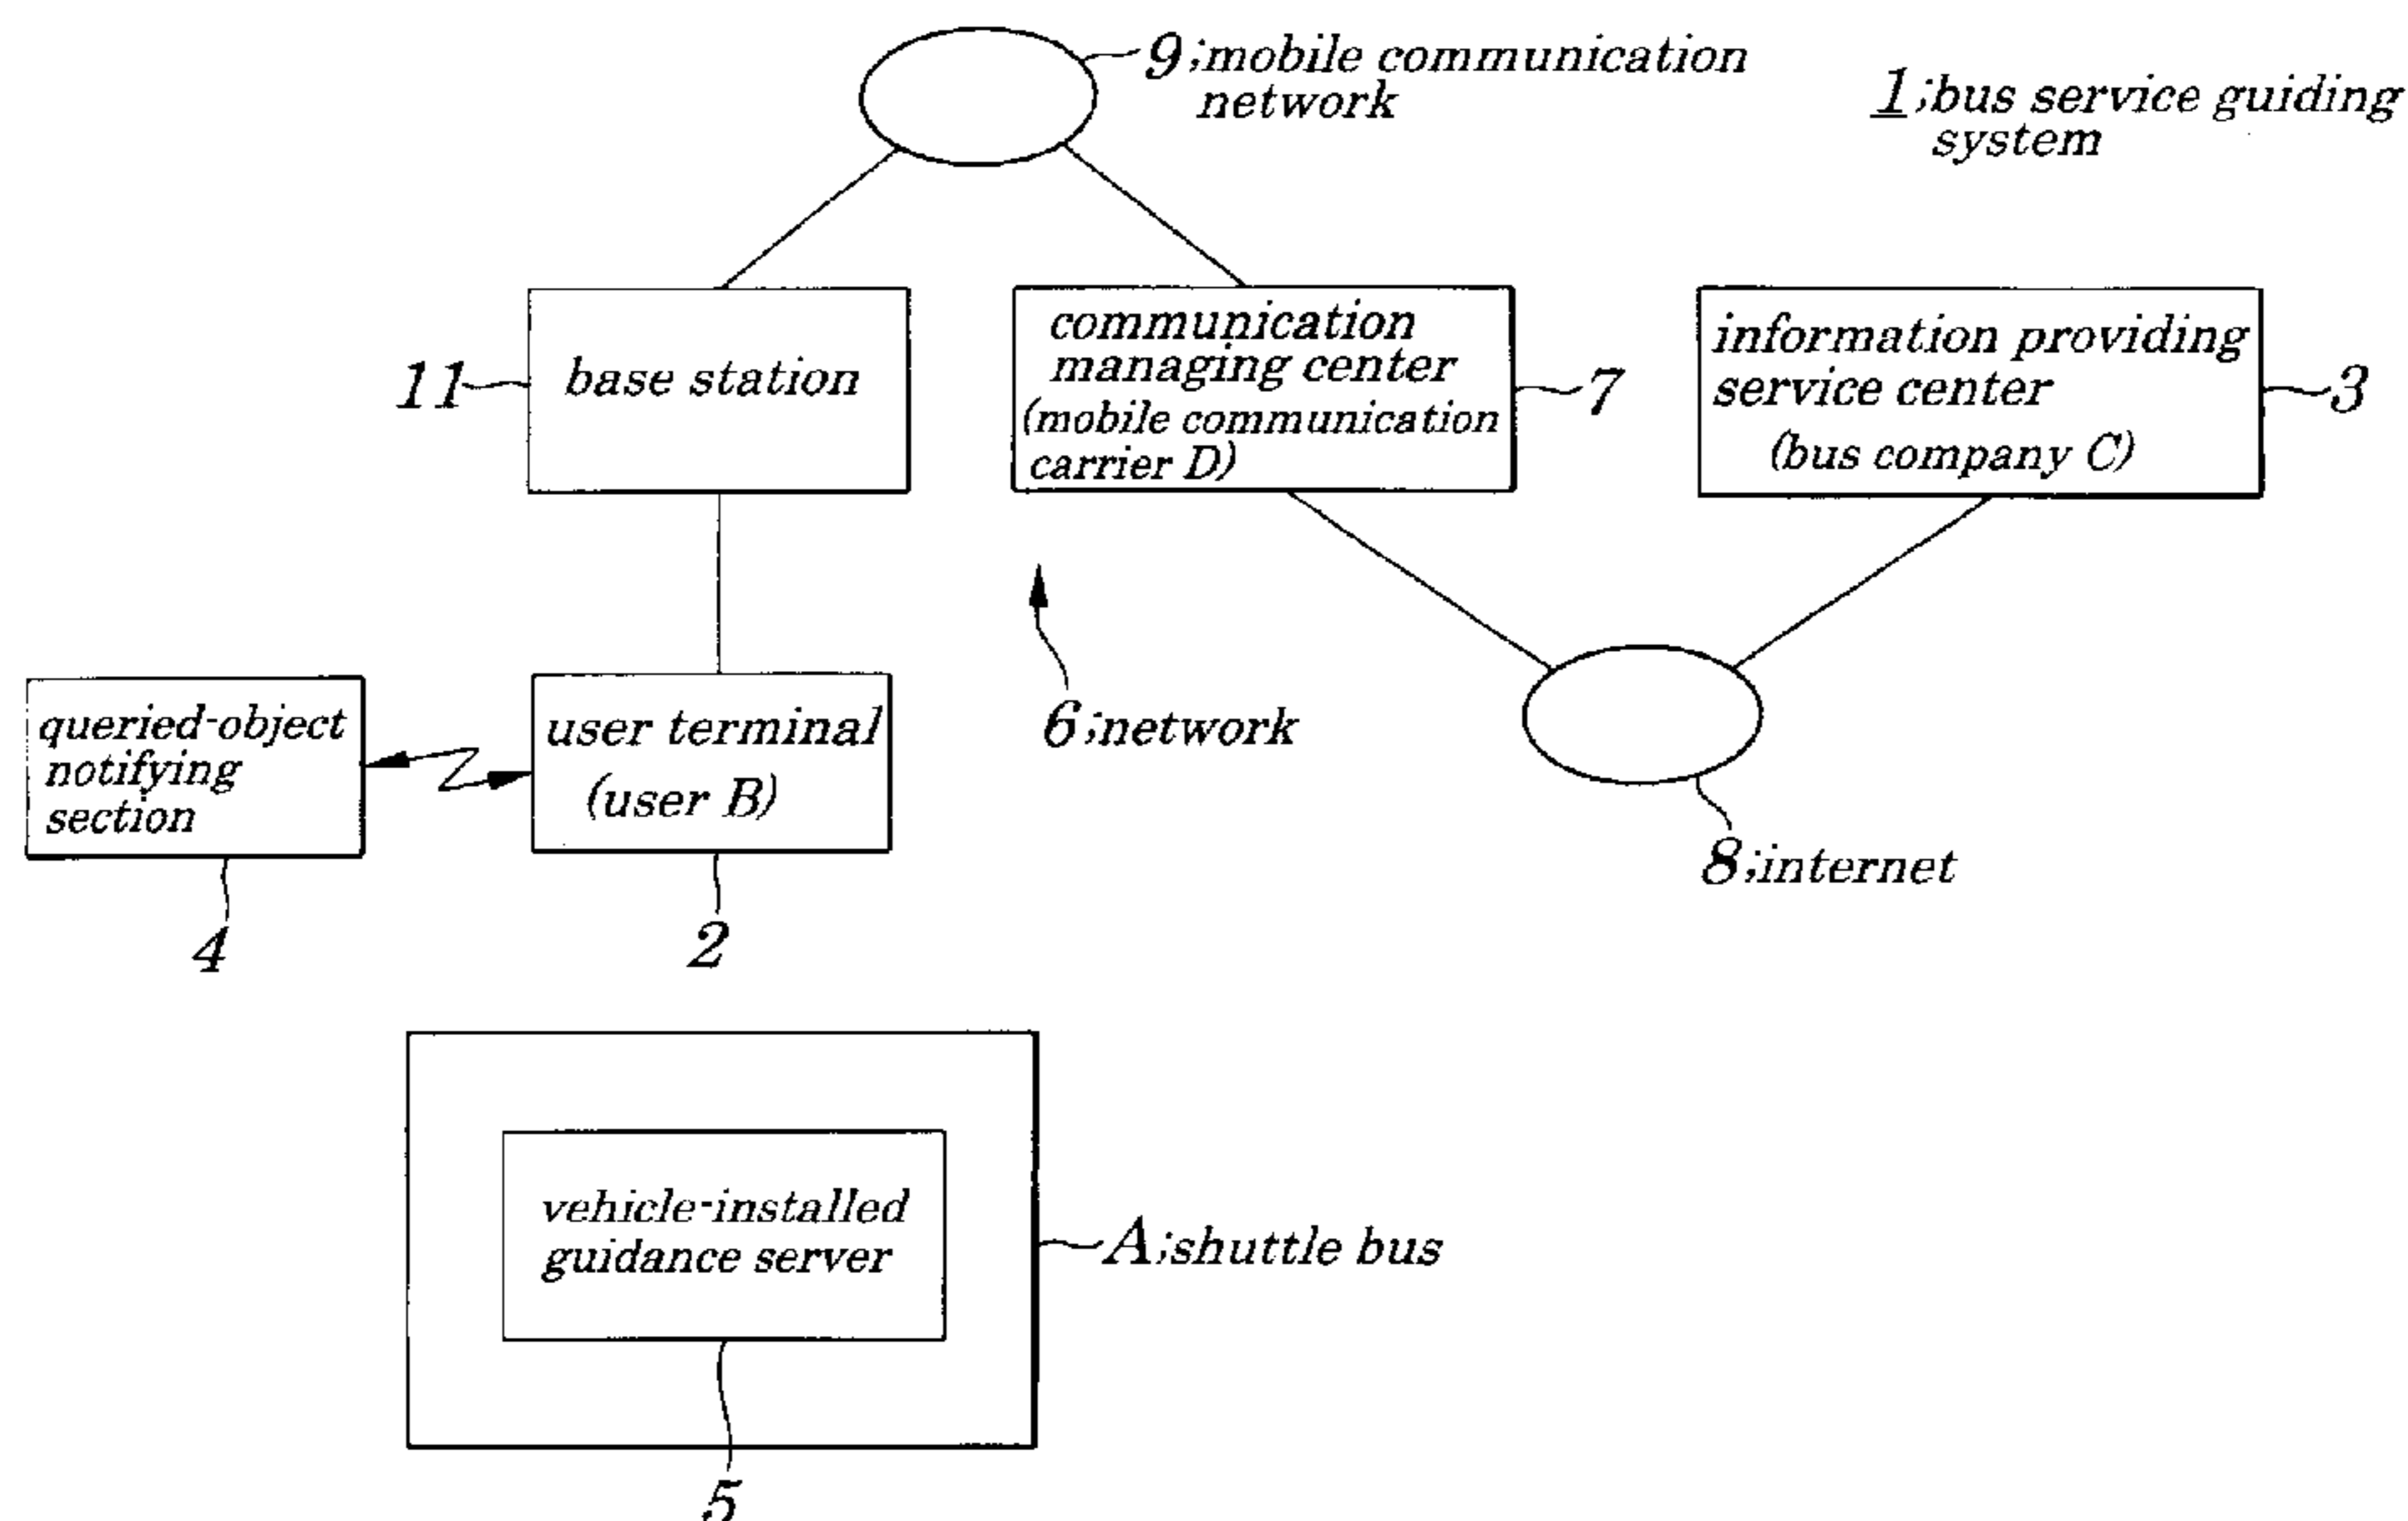 9;mobile communication
network
1;bus service guiding
system
11
base station
communication
managing center
(mobile communication
carrier D)
7
information providing
service center
(bus company C)
3
queried-object
notifying
section
4
user terminal
(user B)
2
6;network
8;internet
vehicle-installed
guidance server
A;shuttle bus
5